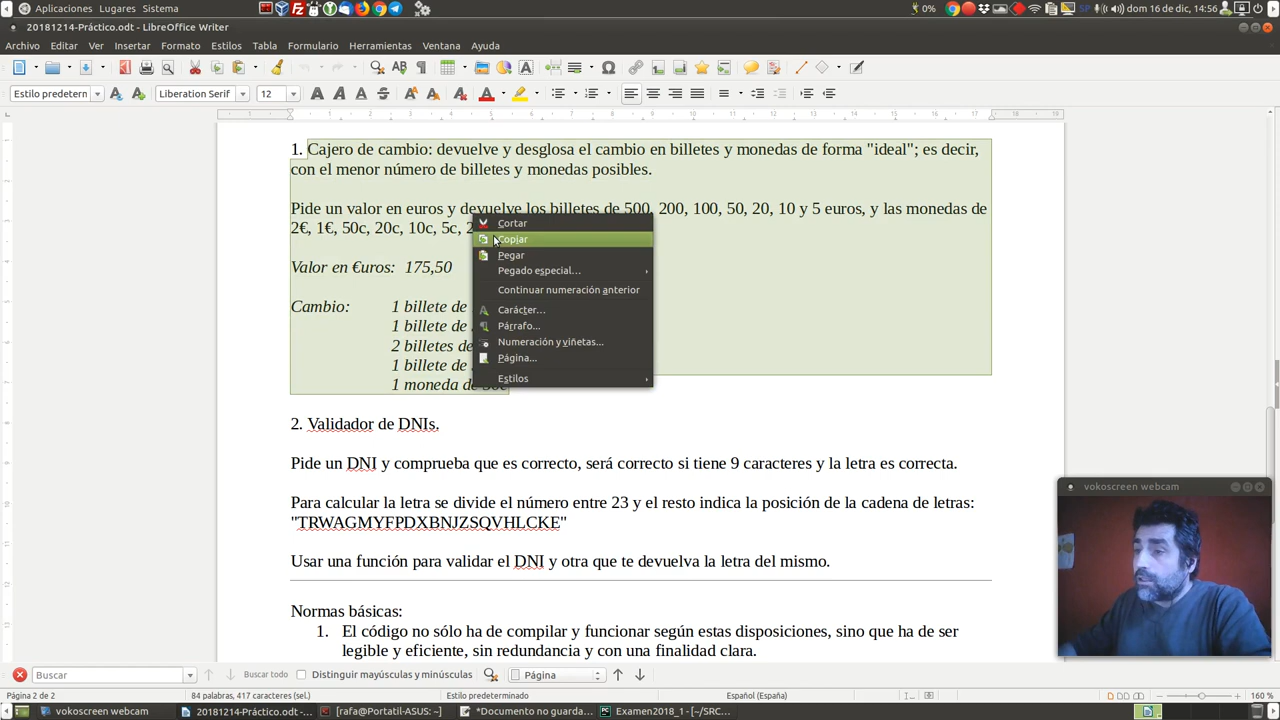 Aplicaciones Lugares Sistema
0% SP dom 16 de dic, 14:56
20181214-Práctico.odt - LibreOffice Writer
Archivo Editar Ver Insertar Formato Estilos Tabla Formulario Herramientas Ventana Ayuda
Estilo predetern Liberation Serif 12
1. Cajero de cambio: devuelve y desglosa el cambio en billetes y monedas de forma "ideal"; es decir,
con el menor número de billetes y monedas posibles.
Pide un valor en euros y devuelve los billetes de 500, 200, 100, 50, 20, 10 y 5 euros, y las monedas de
2€, 1€, 50c, 20c, 10c, 5c, 2
Valor en €uros: 175,50
Cambio: 1 billete de
1 billete de
2 billetes de
1 billete de
1 moneda de 50c
Cortar
Copiar
Pegar
Pegado especial...
Continuar numeración anterior
Carácter...
Párrafo...
Numeración y viñetas...
Página...
Estilos
2. Validador de DNIs.
Pide un DNI y comprueba que es correcto, será correcto si tiene 9 caracteres y la letra es correcta.
Para calcular la letra se divide el número entre 23 y el resto indica la posición de la cadena de letras:
"TRWAGMYFPDXBNJZSQVHLCKE"
Usar una función para validar el DNI y otra que te devuelva la letra del mismo.
Normas básicas:
1. El código no sólo ha de compilar y funcionar según estas disposiciones, sino que ha de ser
legible y eficiente, sin redundancia y con una finalidad clara.
vokoscreen webcam
Buscar Buscar todo Distinguir mayúsculas y minúsculas Página
Página 2 de 2 84 palabras, 417 caracteres (sel.) Estilo predeterminado Español (España) 160 %
vokoscreen webcam 20181214-Práctico.odt - ... [rafa@Portatil-ASUS: ~] *Documento no guarda... Examen2018_1 - [~/SRC...